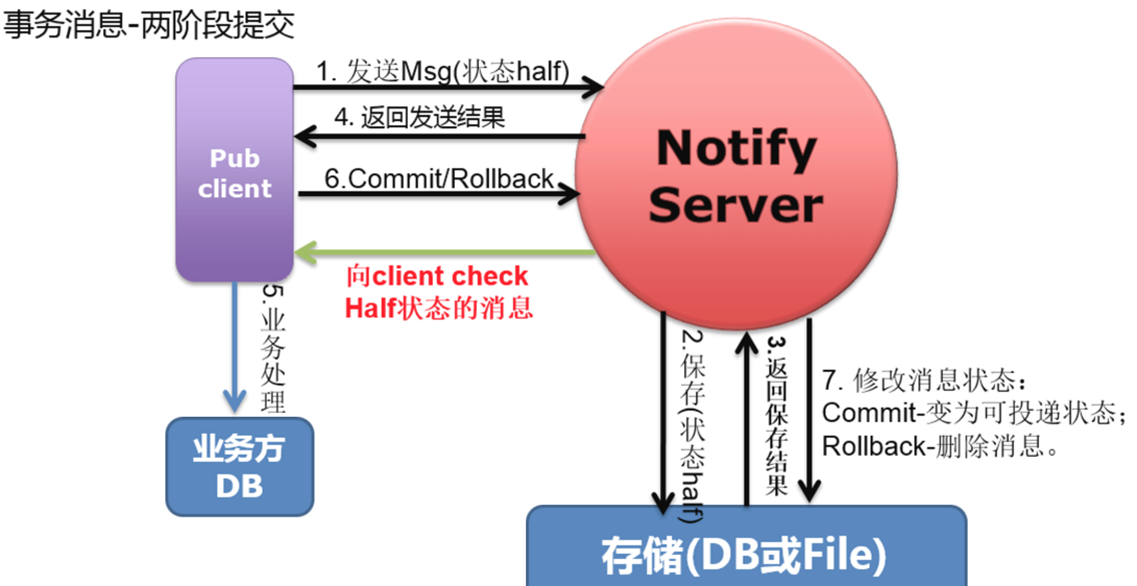 事务消息-两阶段提交
1. 发送Msg(状态half)
4. 返回发送结果
6.Commit/Rollback
Pub
client
Notify
Server
向client check
Half状态的消息
5.业务处理
2.保存(状态half)
3.返回保存结果
7. 修改消息状态：
Commit-变为可投递状态；
Rollback-删除消息。
业务方
DB
存储(DB或File)